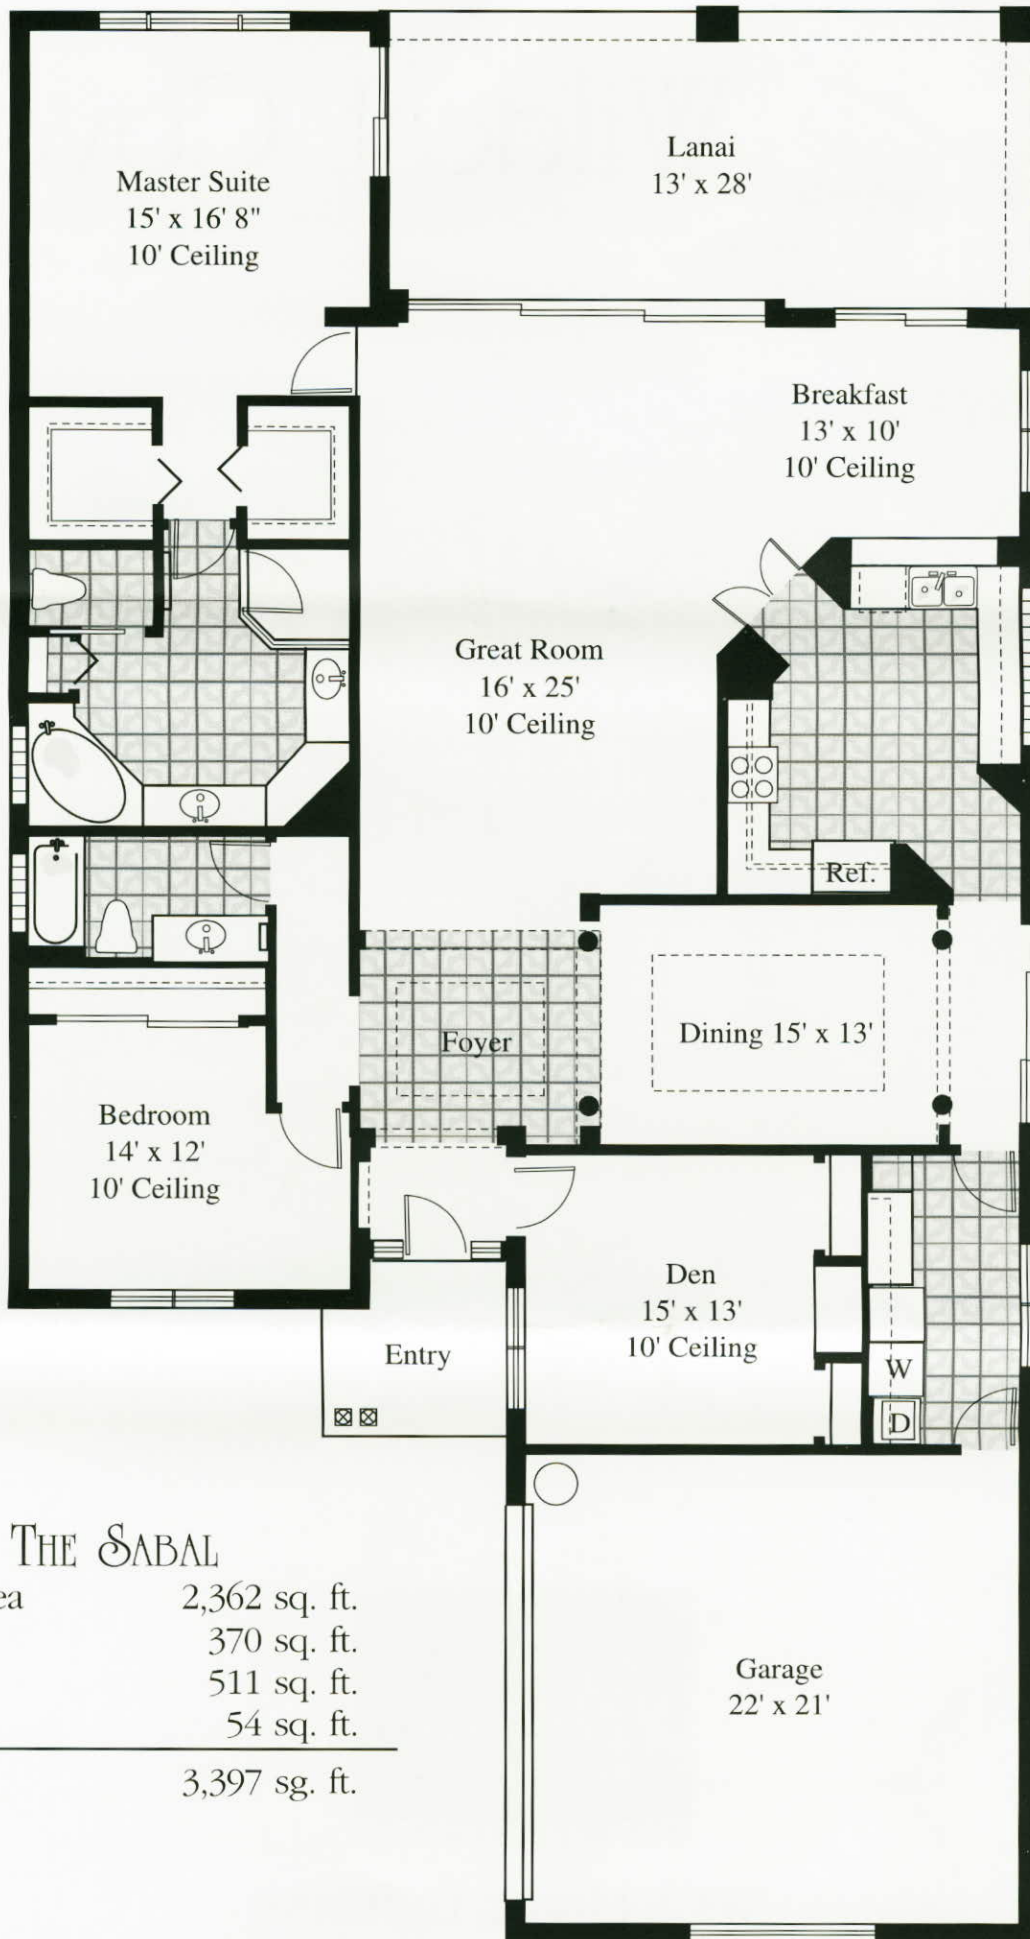 Lanai
13' x 28'
Master Suite
15' x 16' 8"
10' Ceiling
Breakfast
13' x 10'
10' Ceiling
Great Room
16' x 25'
10' Ceiling
Ref.
Foyer
Dining 15' x 13'
Bedroom
14' x 12'
10' Ceiling
Den
15' x 13'
10' Ceiling
Entry
W
D
THE SABAL
ea 2,362 sq. ft.
370 sq. ft.
511 sq. ft.
54 sq. ft.
3,397 sg. ft.
Garage
22' x 21'